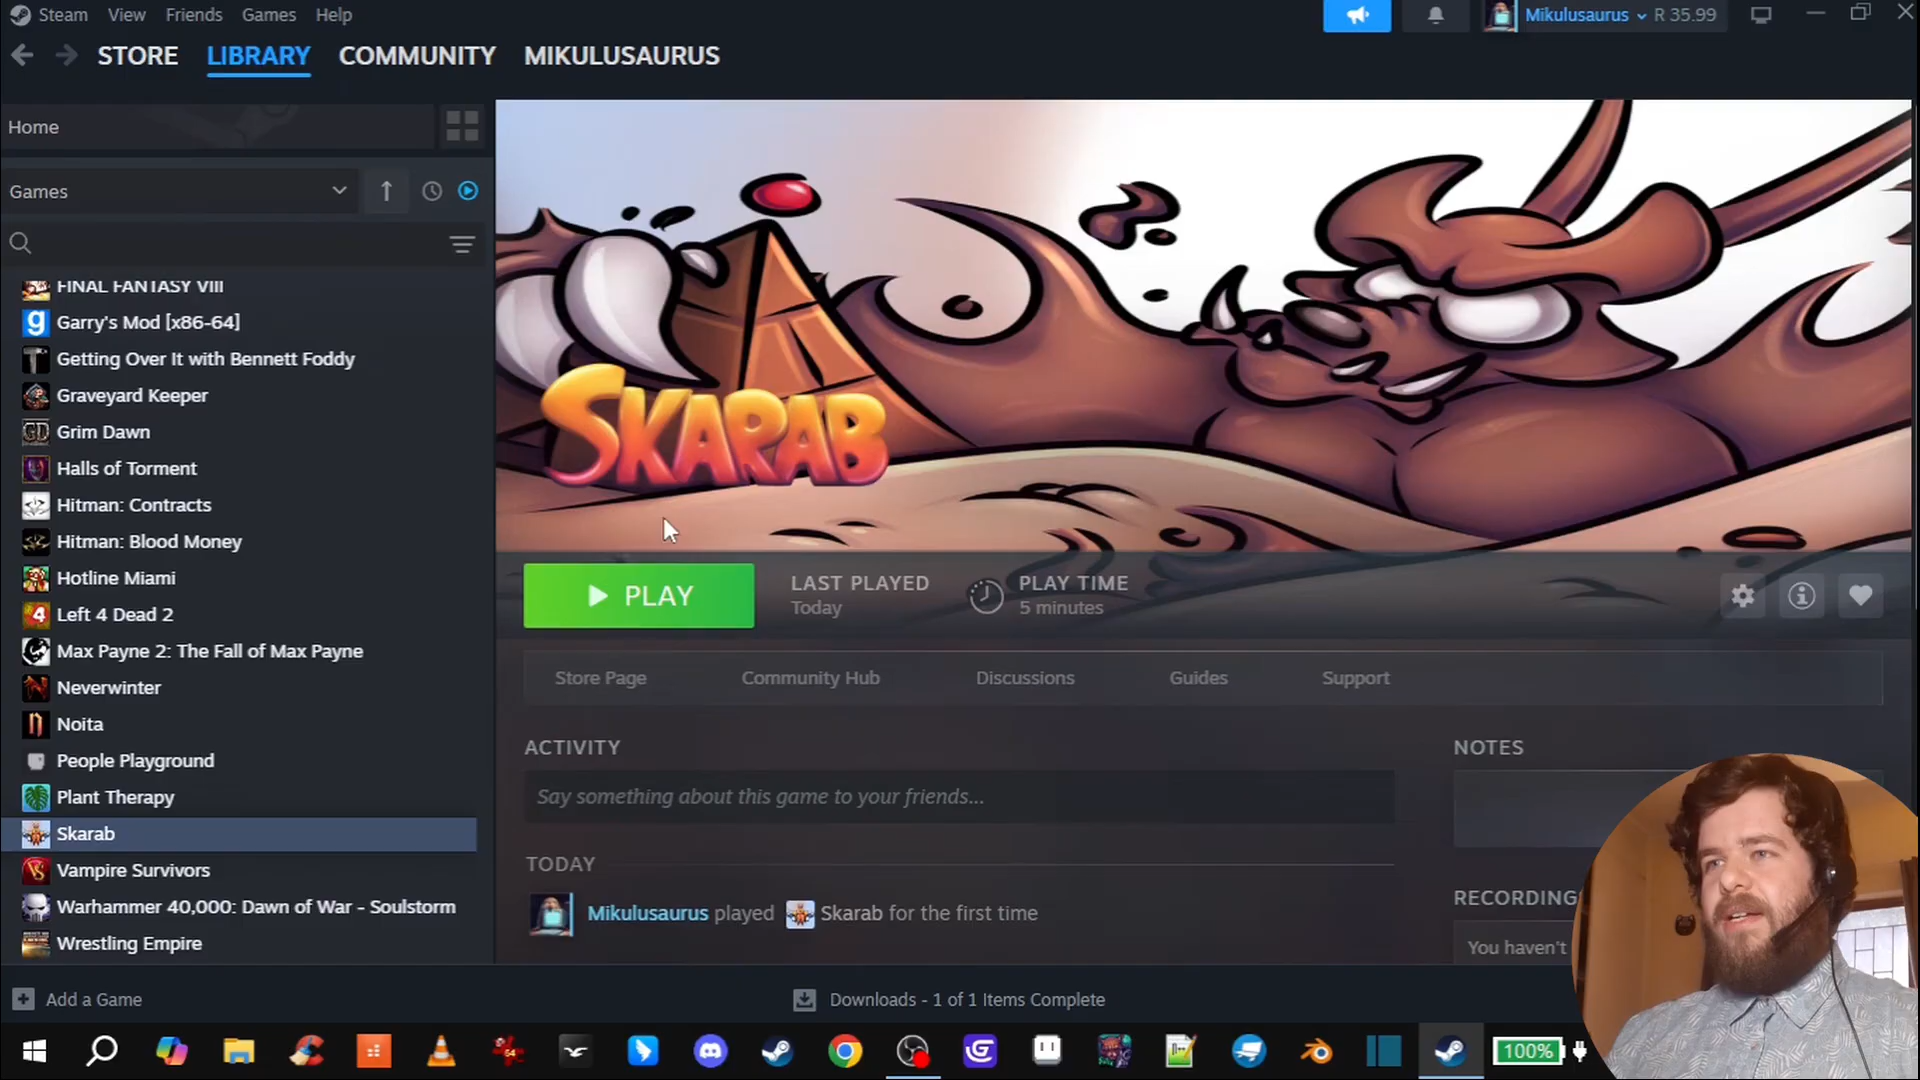 Steam View Friends Games Help
Mikulusaurus R 35.99
STORE LIBRARY COMMUNITY MIKULUSAURUS
Home
Games
FINAL FANTASY VIII
Garry's Mod [x86-64]
Getting Over It with Bennett Foddy
Graveyard Keeper
Grim Dawn
Halls of Torment
Hitman: Contracts
Hitman: Blood Money
Hotline Miami
Left 4 Dead 2
Max Payne 2: The Fall of Max Payne
Neverwinter
Noita
People Playground
Plant Therapy
Skarab
Vampire Survivors
Warhammer 40,000: Dawn of War - Soulstorm
Wrestling Empire
SKARAB
PLAY
LAST PLAYED
Today
PLAY TIME
5 minutes
Store Page Community Hub Discussions Guides Support
ACTIVITY
Say something about this game to your friends...
TODAY
Mikulusaurus played Skarab for the first time
NOTES
RECORDING
You haven't
Add a Game
Downloads - 1 of 1 Items Complete
100%